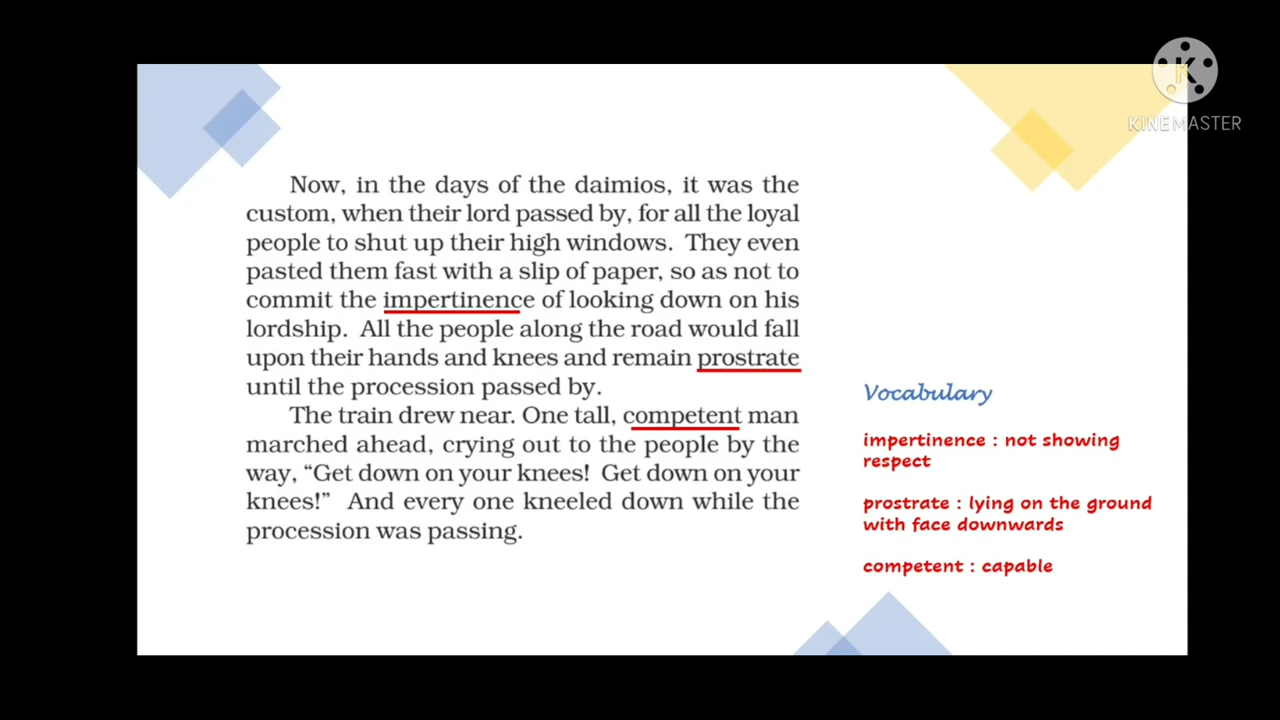 KINEMASTER
Now, in the days of the daimios, it was the
custom, when their lord passed by, for all the loyal
people to shut up their high windows. They even
pasted them fast with a slip of paper, so as not to
commit the impertinence of looking down on his
lordship. All the people along the road would fall
upon their hands and knees and remain prostrate
until the procession passed by.
The train drew near. One tall, competent man
marched ahead, crying out to the people by the
way, “Get down on your knees! Get down on your
knees!” And every one kneeled down while the
procession was passing.
Vocabulary
impertinence : not showing
respect
prostrate : lying on the ground
with face downwards
competent : capable